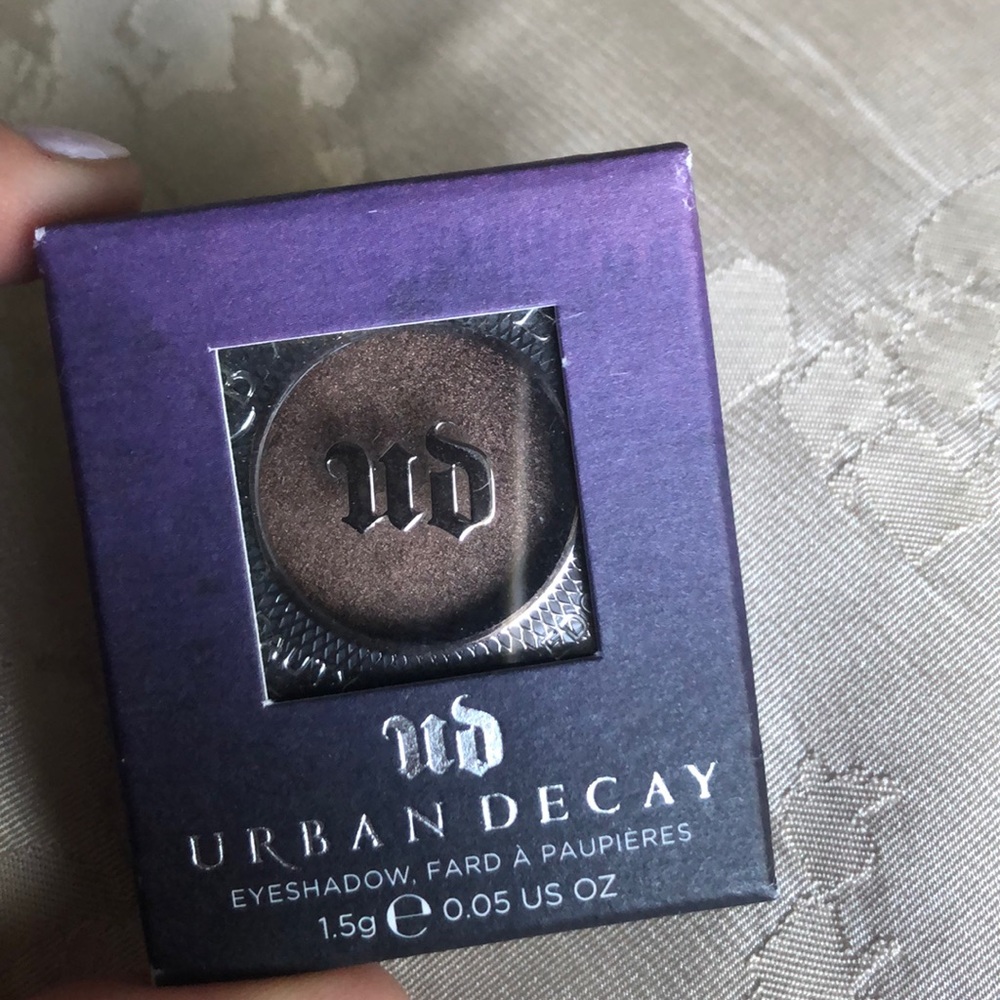 ud
ud
URBAN DECAY
EYESHADOW, FARD À PAUPIÈRES
1.5g ℮ 0.05 US OZ